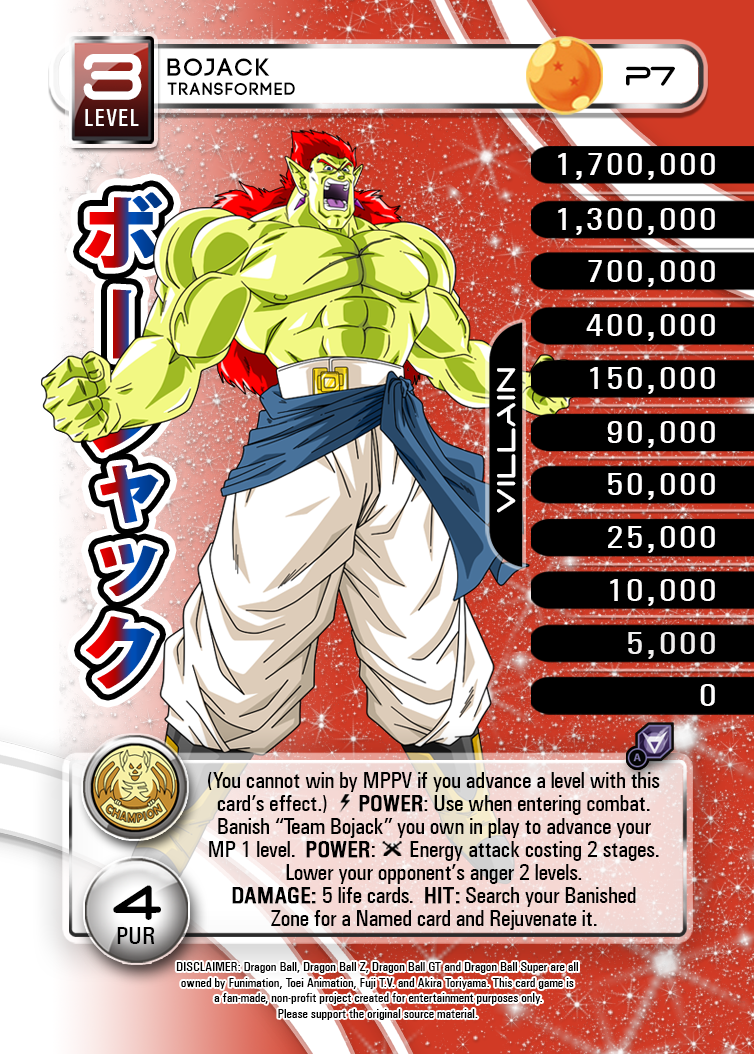 3
LEVEL
BOJACK
TRANSFORMED
P7
ボージャック
1,700,000
1,300,000
700,000
400,000
150,000
90,000
50,000
25,000
10,000
5,000
0
VILLAIN
A
CHAMPION
4
PUR
(You cannot win by MPPV if you advance a level with this
card's effect.) POWER: Use when entering combat.
Banish “Team Bojack” you own in play to advance your
MP 1 level. POWER: Energy attack costing 2 stages.
Lower your opponent's anger 2 levels.
DAMAGE: 5 life cards. HIT: Search your Banished
Zone for a Named card and Rejuvenate it.
DISCLAIMER: Dragon Ball, Dragon Ball Z, Dragon Ball GT and Dragon Ball Super are all
owned by Funimation, Toei Animation, Fuji T.V. and Akira Toriyama. This card game is
a fan-made, non-profit project created for entertainment purposes only.
Please support the original source material.